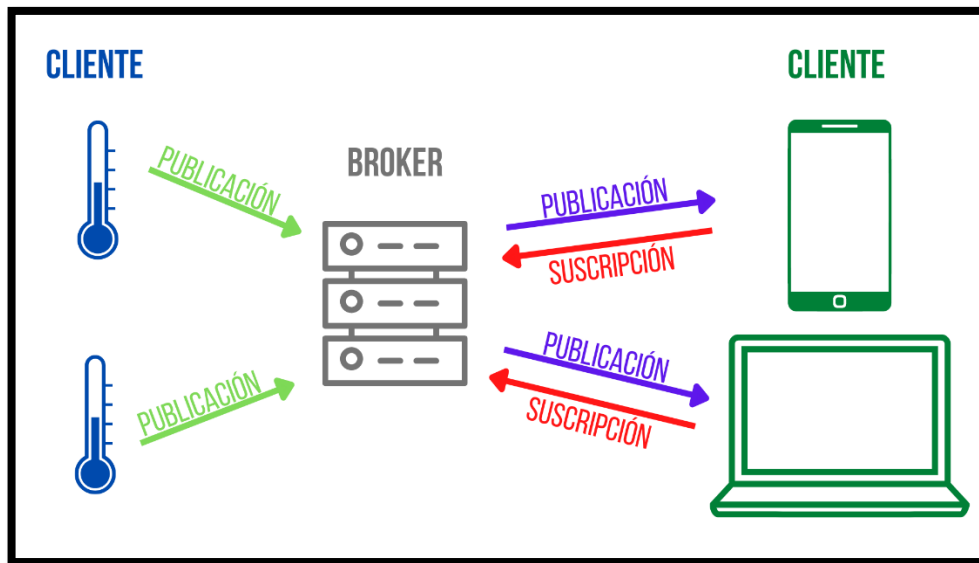 CLIENTE
CLIENTE
BROKER
PUBLICACIÓN
PUBLICACIÓN
SUSCRIPCIÓN
PUBLICACIÓN
PUBLICACIÓN
SUSCRIPCIÓN